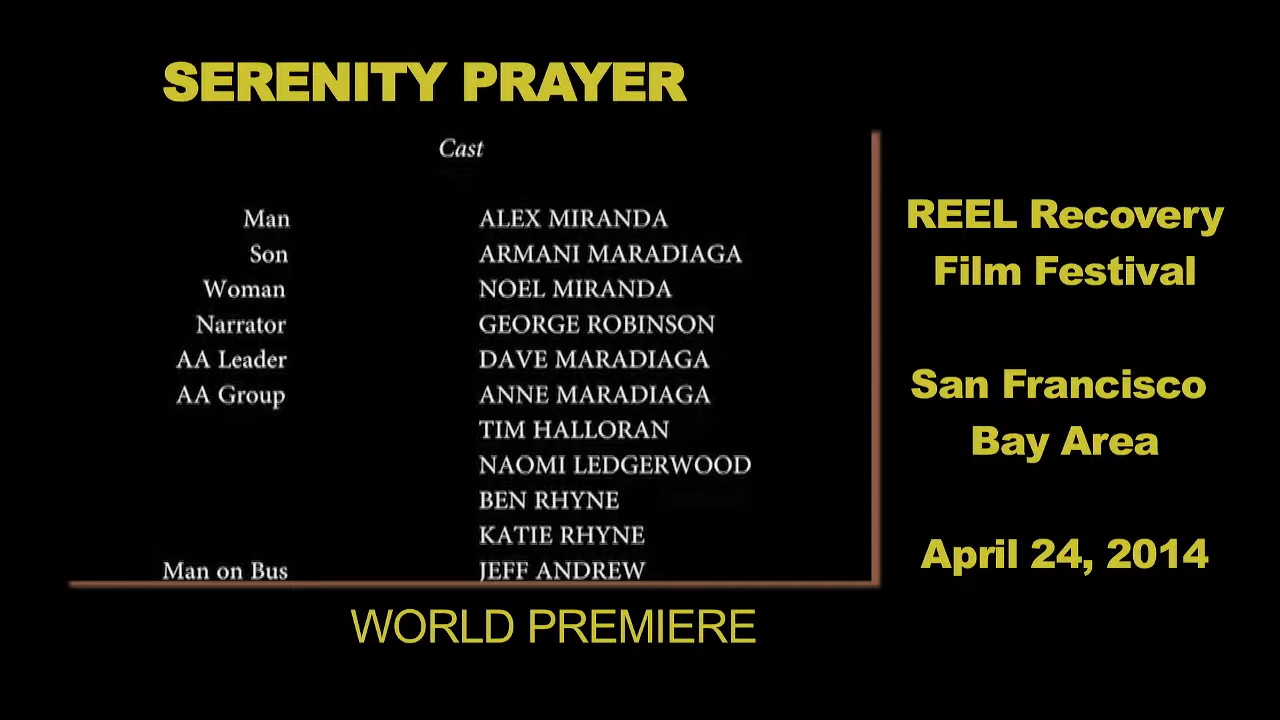 SERENITY PRAYER
Cast
Man ALEX MIRANDA
Son ARMANI MARADIAGA
Woman NOEL MIRANDA
Narrator GEORGE ROBINSON
AA Leader DAVE MARADIAGA
AA Group ANNE MARADIAGA
TIM HALLORAN
NAOMI LEDGERWOOD
BEN RHYNE
KATIE RHYNE
Man on Bus JEFF ANDREW
WORLD PREMIERE
REEL Recovery
Film Festival
San Francisco
Bay Area
April 24, 2014